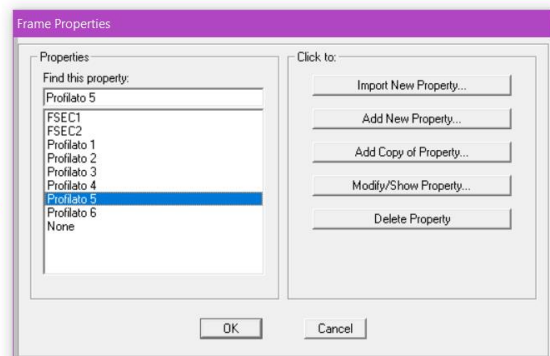 Frame Properties
Properties
Find this property:
Profilato 5
FSEC1
FSEC2
Profilato 1
Profilato 2
Profilato 3
Profilato 4
Profilato 5
Profilato 6
None
Click to:
Import New Property...
Add New Property...
Add Copy of Property...
Modify/Show Property...
Delete Property
OK
Cancel